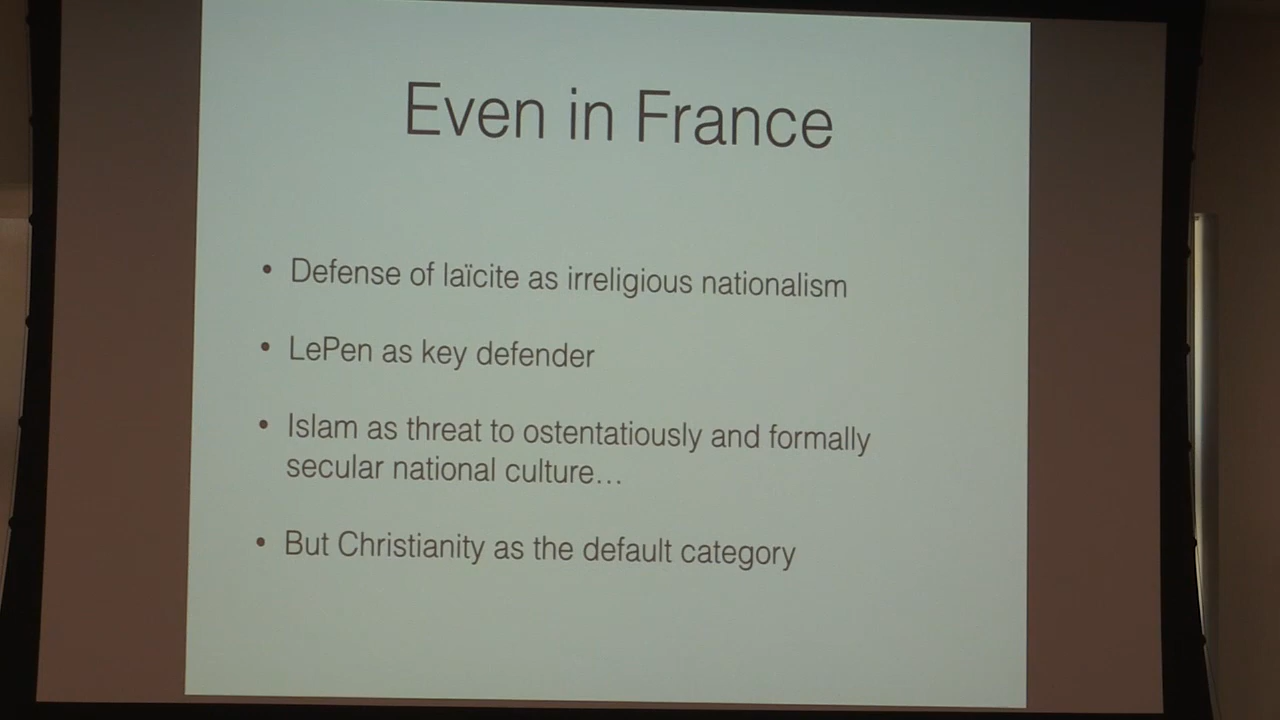 Even in France
• Defense of laïcite as irreligious nationalism
• LePen as key defender
• Islam as threat to ostentatiously and formally
secular national culture…
• But Christianity as the default category